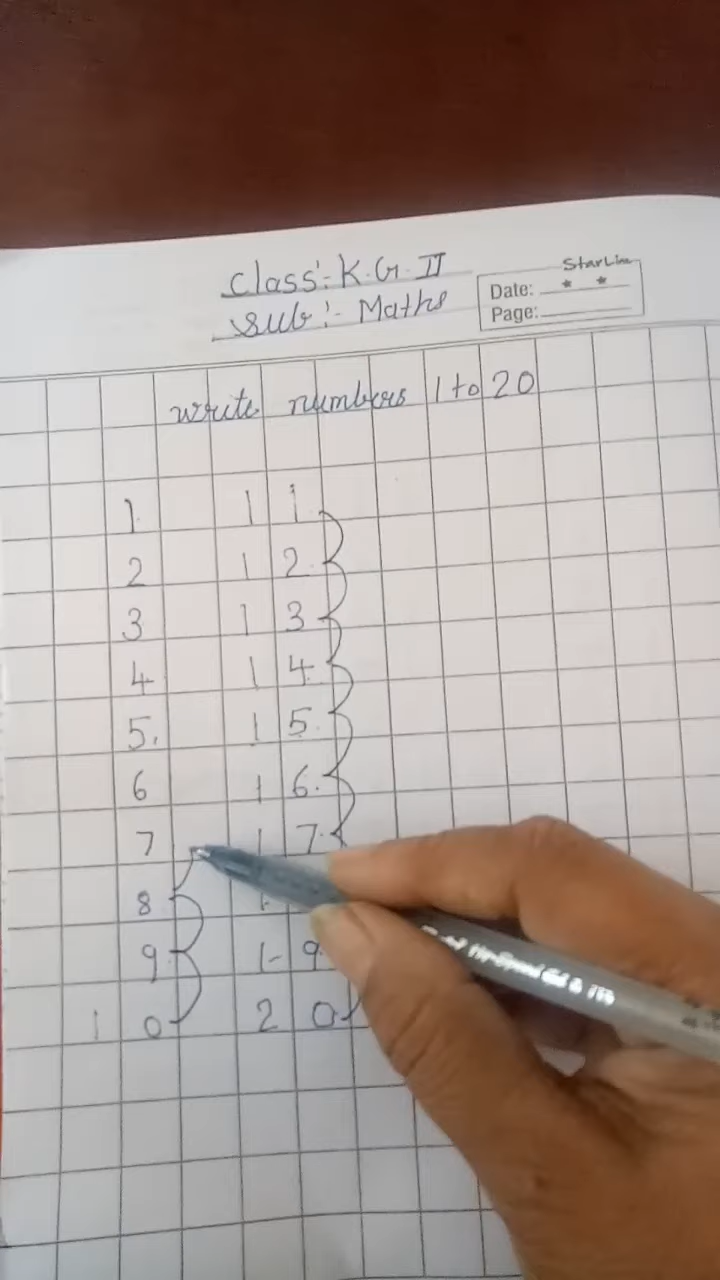 Class:- K.G. II
Sub:- Maths
StarLine
Date:
Page:
write numbers 1 to 20
1 11
2 12
3 13
4 14
5 15
6 16
7 17
8 1
9 19
10 20